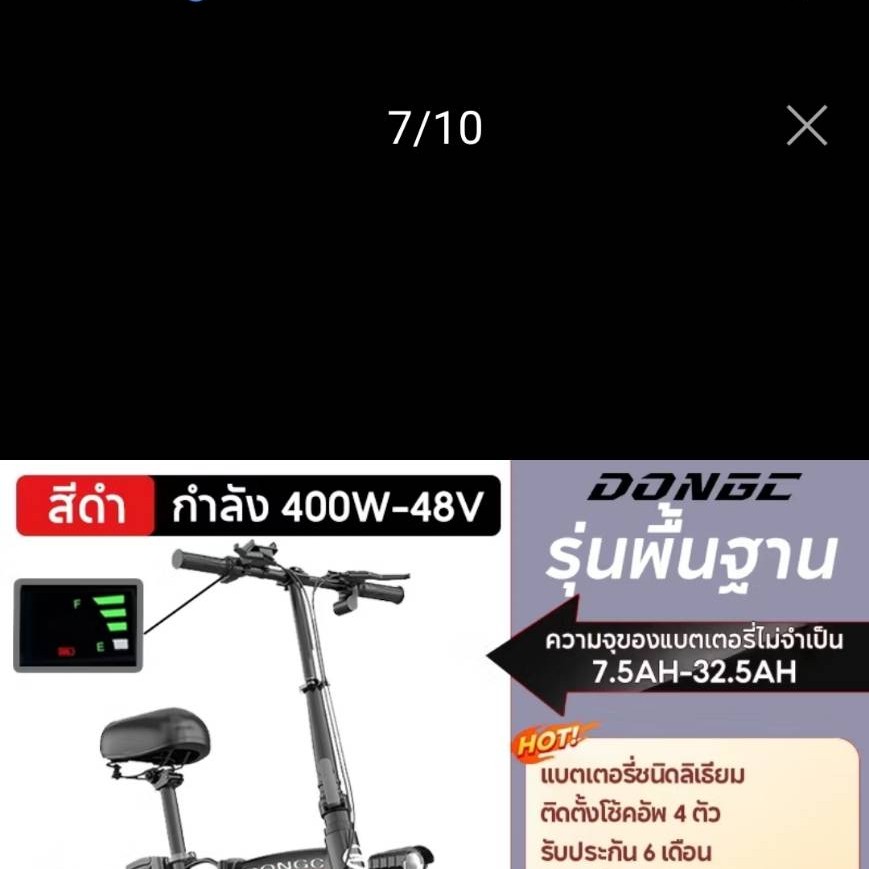 7/10
สีดำ
กำลัง 400W-48V
DONGC
รุ่นพื้นฐาน
ความจุของแบตเตอรี่ไม่จำเป็น
7.5AH-32.5AH
F
E
HOT!
แบตเตอรี่ชนิดลิเธียม
ติดตั้งโช้คอัพ 4 ตัว
รับประกัน 6 เดือน
DONGC